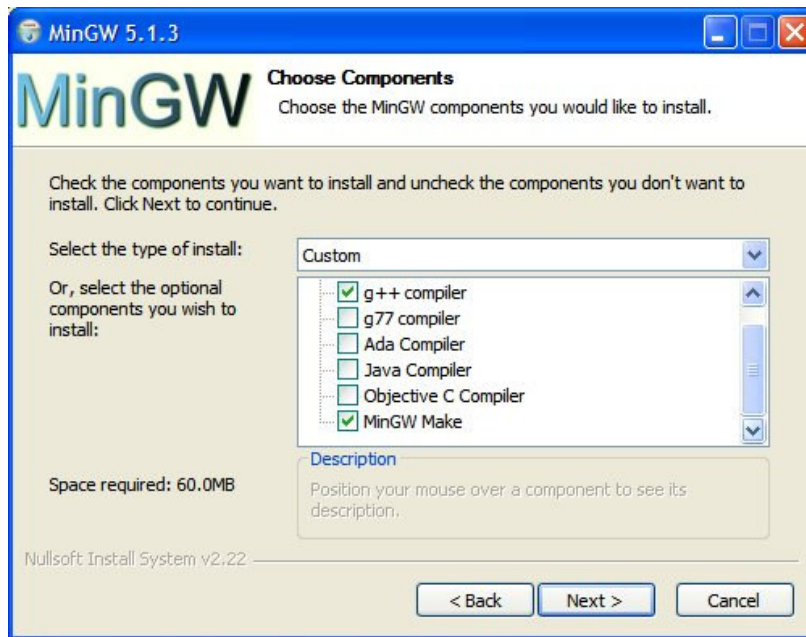 MinGW 5.1.3
MinGW
Choose Components
Choose the MinGW components you would like to install.
Check the components you want to install and uncheck the components you don't want to
install. Click Next to continue.
Select the type of install:
Custom
Or, select the optional
components you wish to
install:
g++ compiler
g77 compiler
Ada Compiler
Java Compiler
Objective C Compiler
MinGW Make
Space required: 60.0MB
Description
Position your mouse over a component to see its
description.
Nullsoft Install System v2.22
< Back
Next >
Cancel